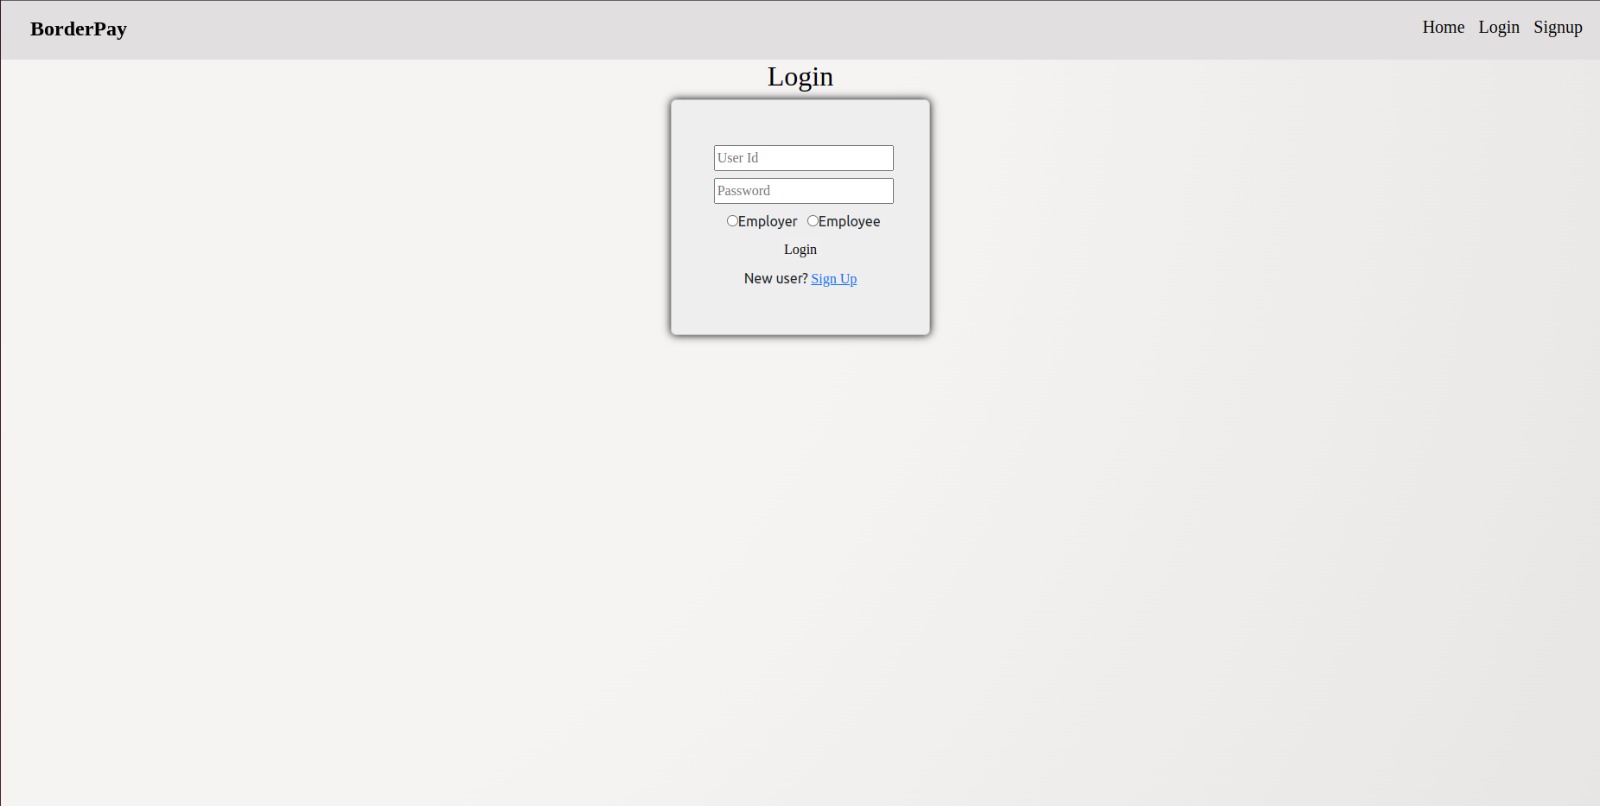 BorderPay Home Login Signup
Login
User Id
Password
Employer Employee
Login
New user? Sign Up